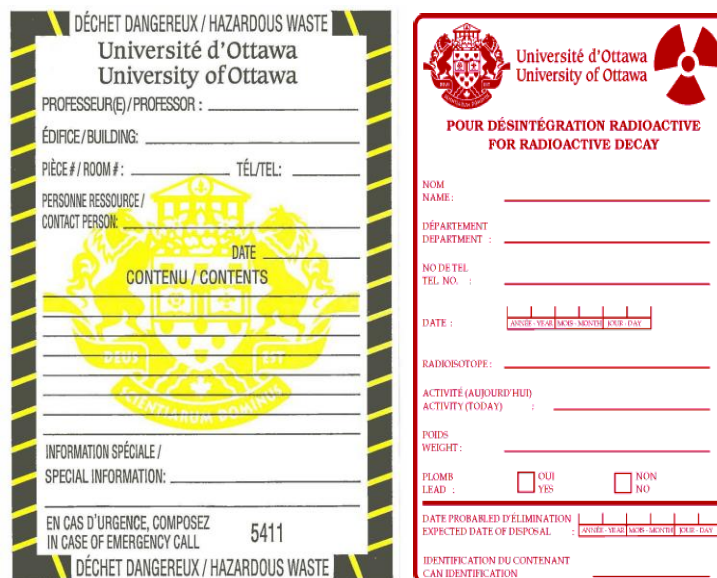 DÉCHET DANGEREUX / HAZARDOUS WASTE
Université d'Ottawa
University of Ottawa
PROFESSEUR(E) / PROFESSOR :
ÉDIFICE / BUILDING:
PIÈCE # / ROOM # : TÉL/TEL:
PERSONNE RESSOURCE /
CONTACT PERSON:
DATE
CONTENU / CONTENTS
DEUS EST
SCIENTIARUM DOMINUS
INFORMATION SPÉCIALE /
SPECIAL INFORMATION:
EN CAS D'URGENCE, COMPOSEZ
IN CASE OF EMERGENCY CALL 5411
DÉCHET DANGEREUX / HAZARDOUS WASTE
Université d'Ottawa
University of Ottawa
POUR DÉSINTÉGRATION RADIOACTIVE
FOR RADIOACTIVE DECAY
NOM
NAME :
DÉPARTEMENT
DEPARTMENT :
NO DE TEL
TEL NO. :
DATE :
ANNÉE - YEAR MOIS - MONTH JOUR - DAY
RADIOISOTOPE :
ACTIVITÉ (AUJOURD'HUI)
ACTIVITY (TODAY) :
POIDS
WEIGHT :
PLOMB OUI NON
LEAD : YES NO
DATE PROBABLED D'ÉLIMINATION
EXPECTED DATE OF DISPOSAL : ANNÉE - YEAR MOIS - MONTH JOUR - DAY
IDENTIFICATION DU CONTENANT
CAN IDENTIFICATION